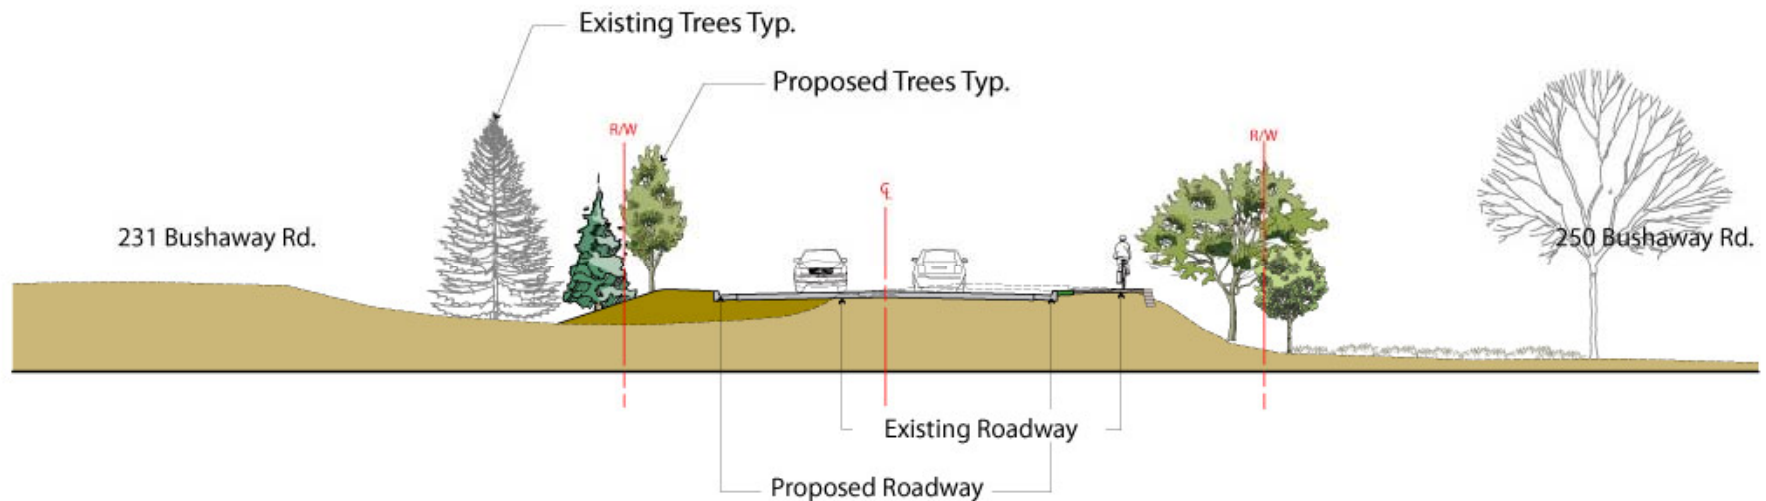 Existing Trees Typ.
Proposed Trees Typ.
R/W
R/W
℄
231 Bushaway Rd.
250 Bushaway Rd.
Existing Roadway
Proposed Roadway